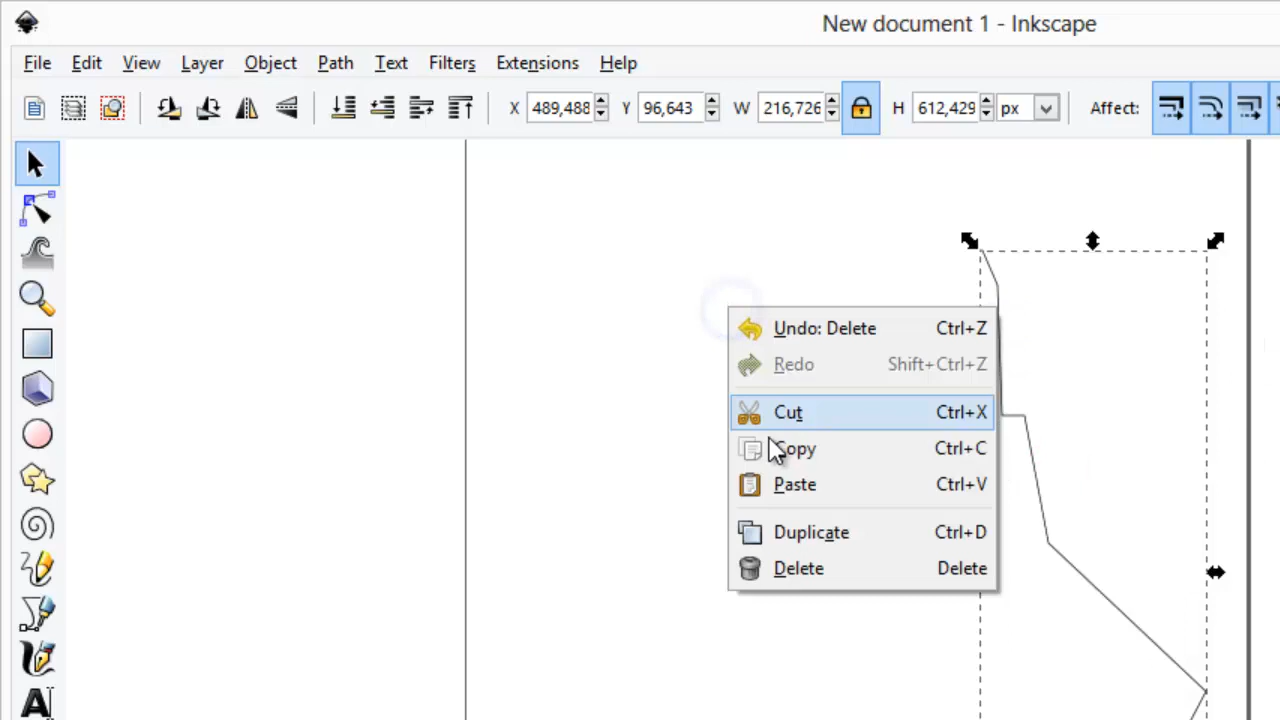 New document 1 - Inkscape
File Edit View Layer Object Path Text Filters Extensions Help
X 489,488 Y 96,643 W 216,726 H 612,429 px Affect:
Undo: Delete Ctrl+Z
Redo Shift+Ctrl+Z
Cut Ctrl+X
Copy Ctrl+C
Paste Ctrl+V
Duplicate Ctrl+D
Delete Delete